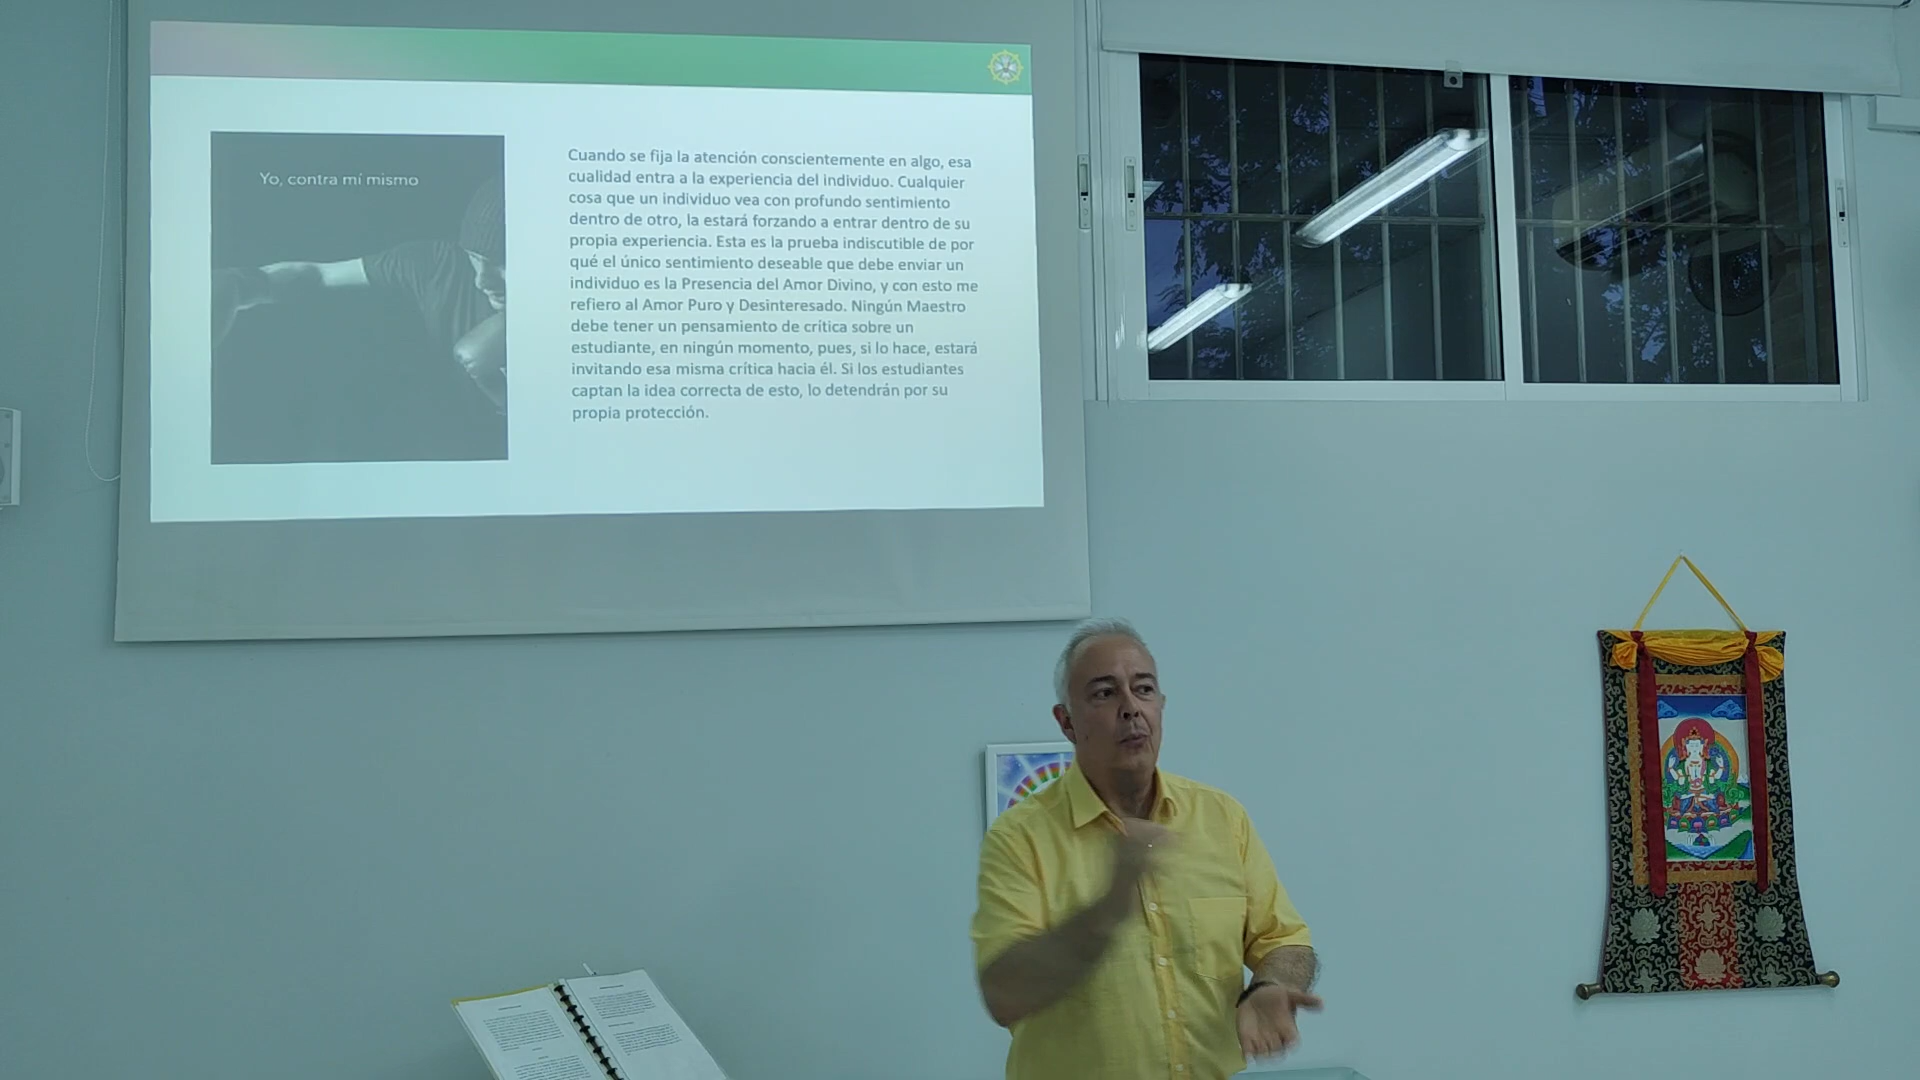 Yo, contra mí mismo
Cuando se fija la atención conscientemente en algo, esa
cualidad entra a la experiencia del individuo. Cualquier
cosa que un individuo vea con profundo sentimiento
dentro de otro, la estará forzando a entrar dentro de su
propia experiencia. Esta es la prueba indiscutible de por
qué el único sentimiento deseable que debe enviar un
individuo es la Presencia del Amor Divino, y con esto me
refiero al Amor Puro y Desinteresado. Ningún Maestro
debe tener un pensamiento de crítica sobre un
estudiante, en ningún momento, pues, si lo hace, estará
invitando esa misma crítica hacia él. Si los estudiantes
captan la idea correcta de esto, lo detendrán por su
propia protección.